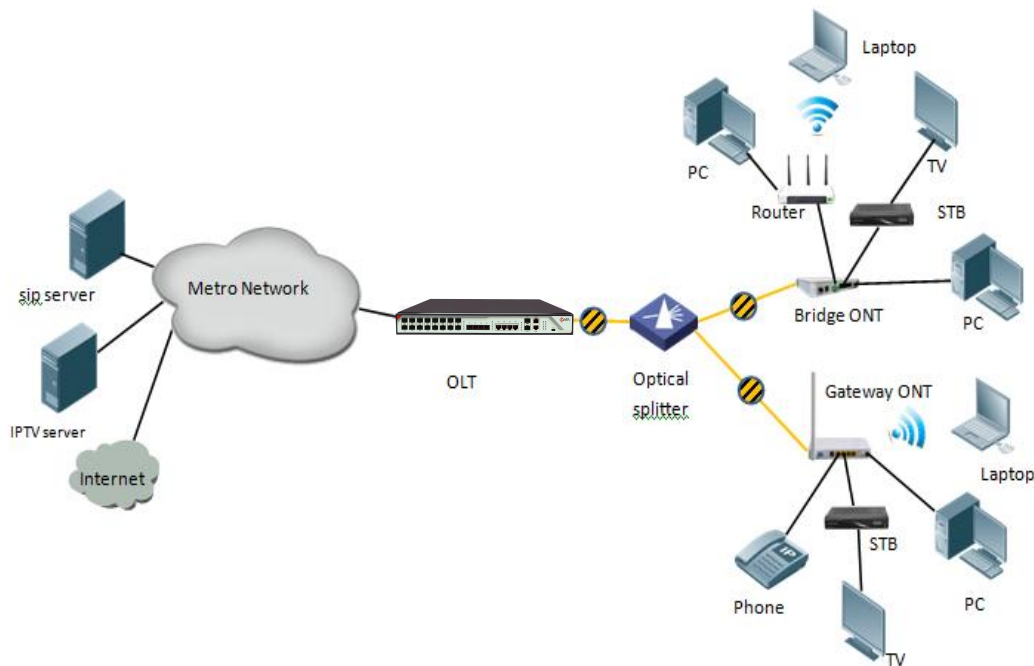 Laptop
PC
TV
Router
STB
sip server
Metro Network
Bridge ONT
PC
OLT
Optical
splitter
Gateway ONT
IPTV server
Internet
Laptop
STB
IP
Phone
PC
TV